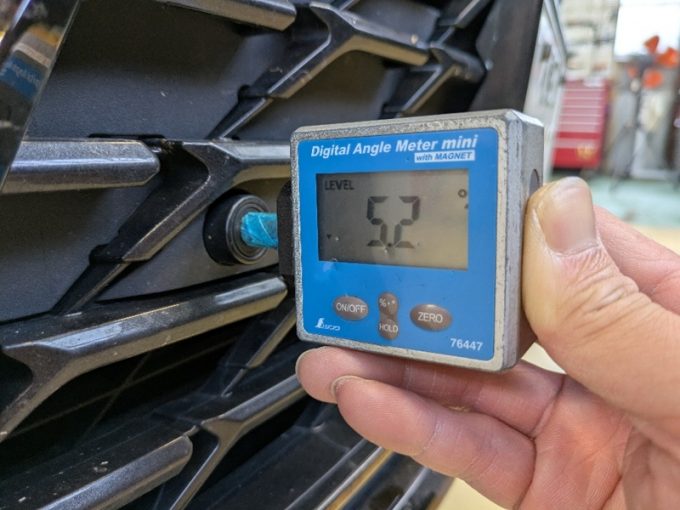 Digital Angle Meter mini
with MAGNET
LEVEL
5.2
°
ON/OFF
%·°
HOLD
ZERO
76447